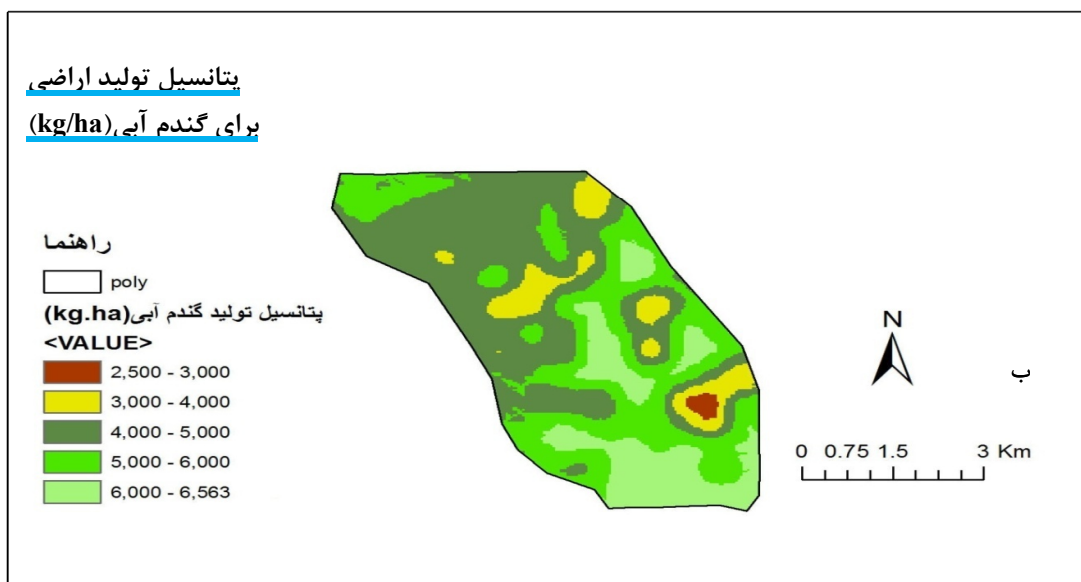 پتانسیل تولید اراضی
برای گندم آبی(kg/ha)
راهنما
poly
پتانسیل تولید گندم آبی(kg.ha)
<VALUE>
2,500 - 3,000
3,000 - 4,000
4,000 - 5,000
5,000 - 6,000
6,000 - 6,563
N
ب
0 0.75 1.5 3 Km